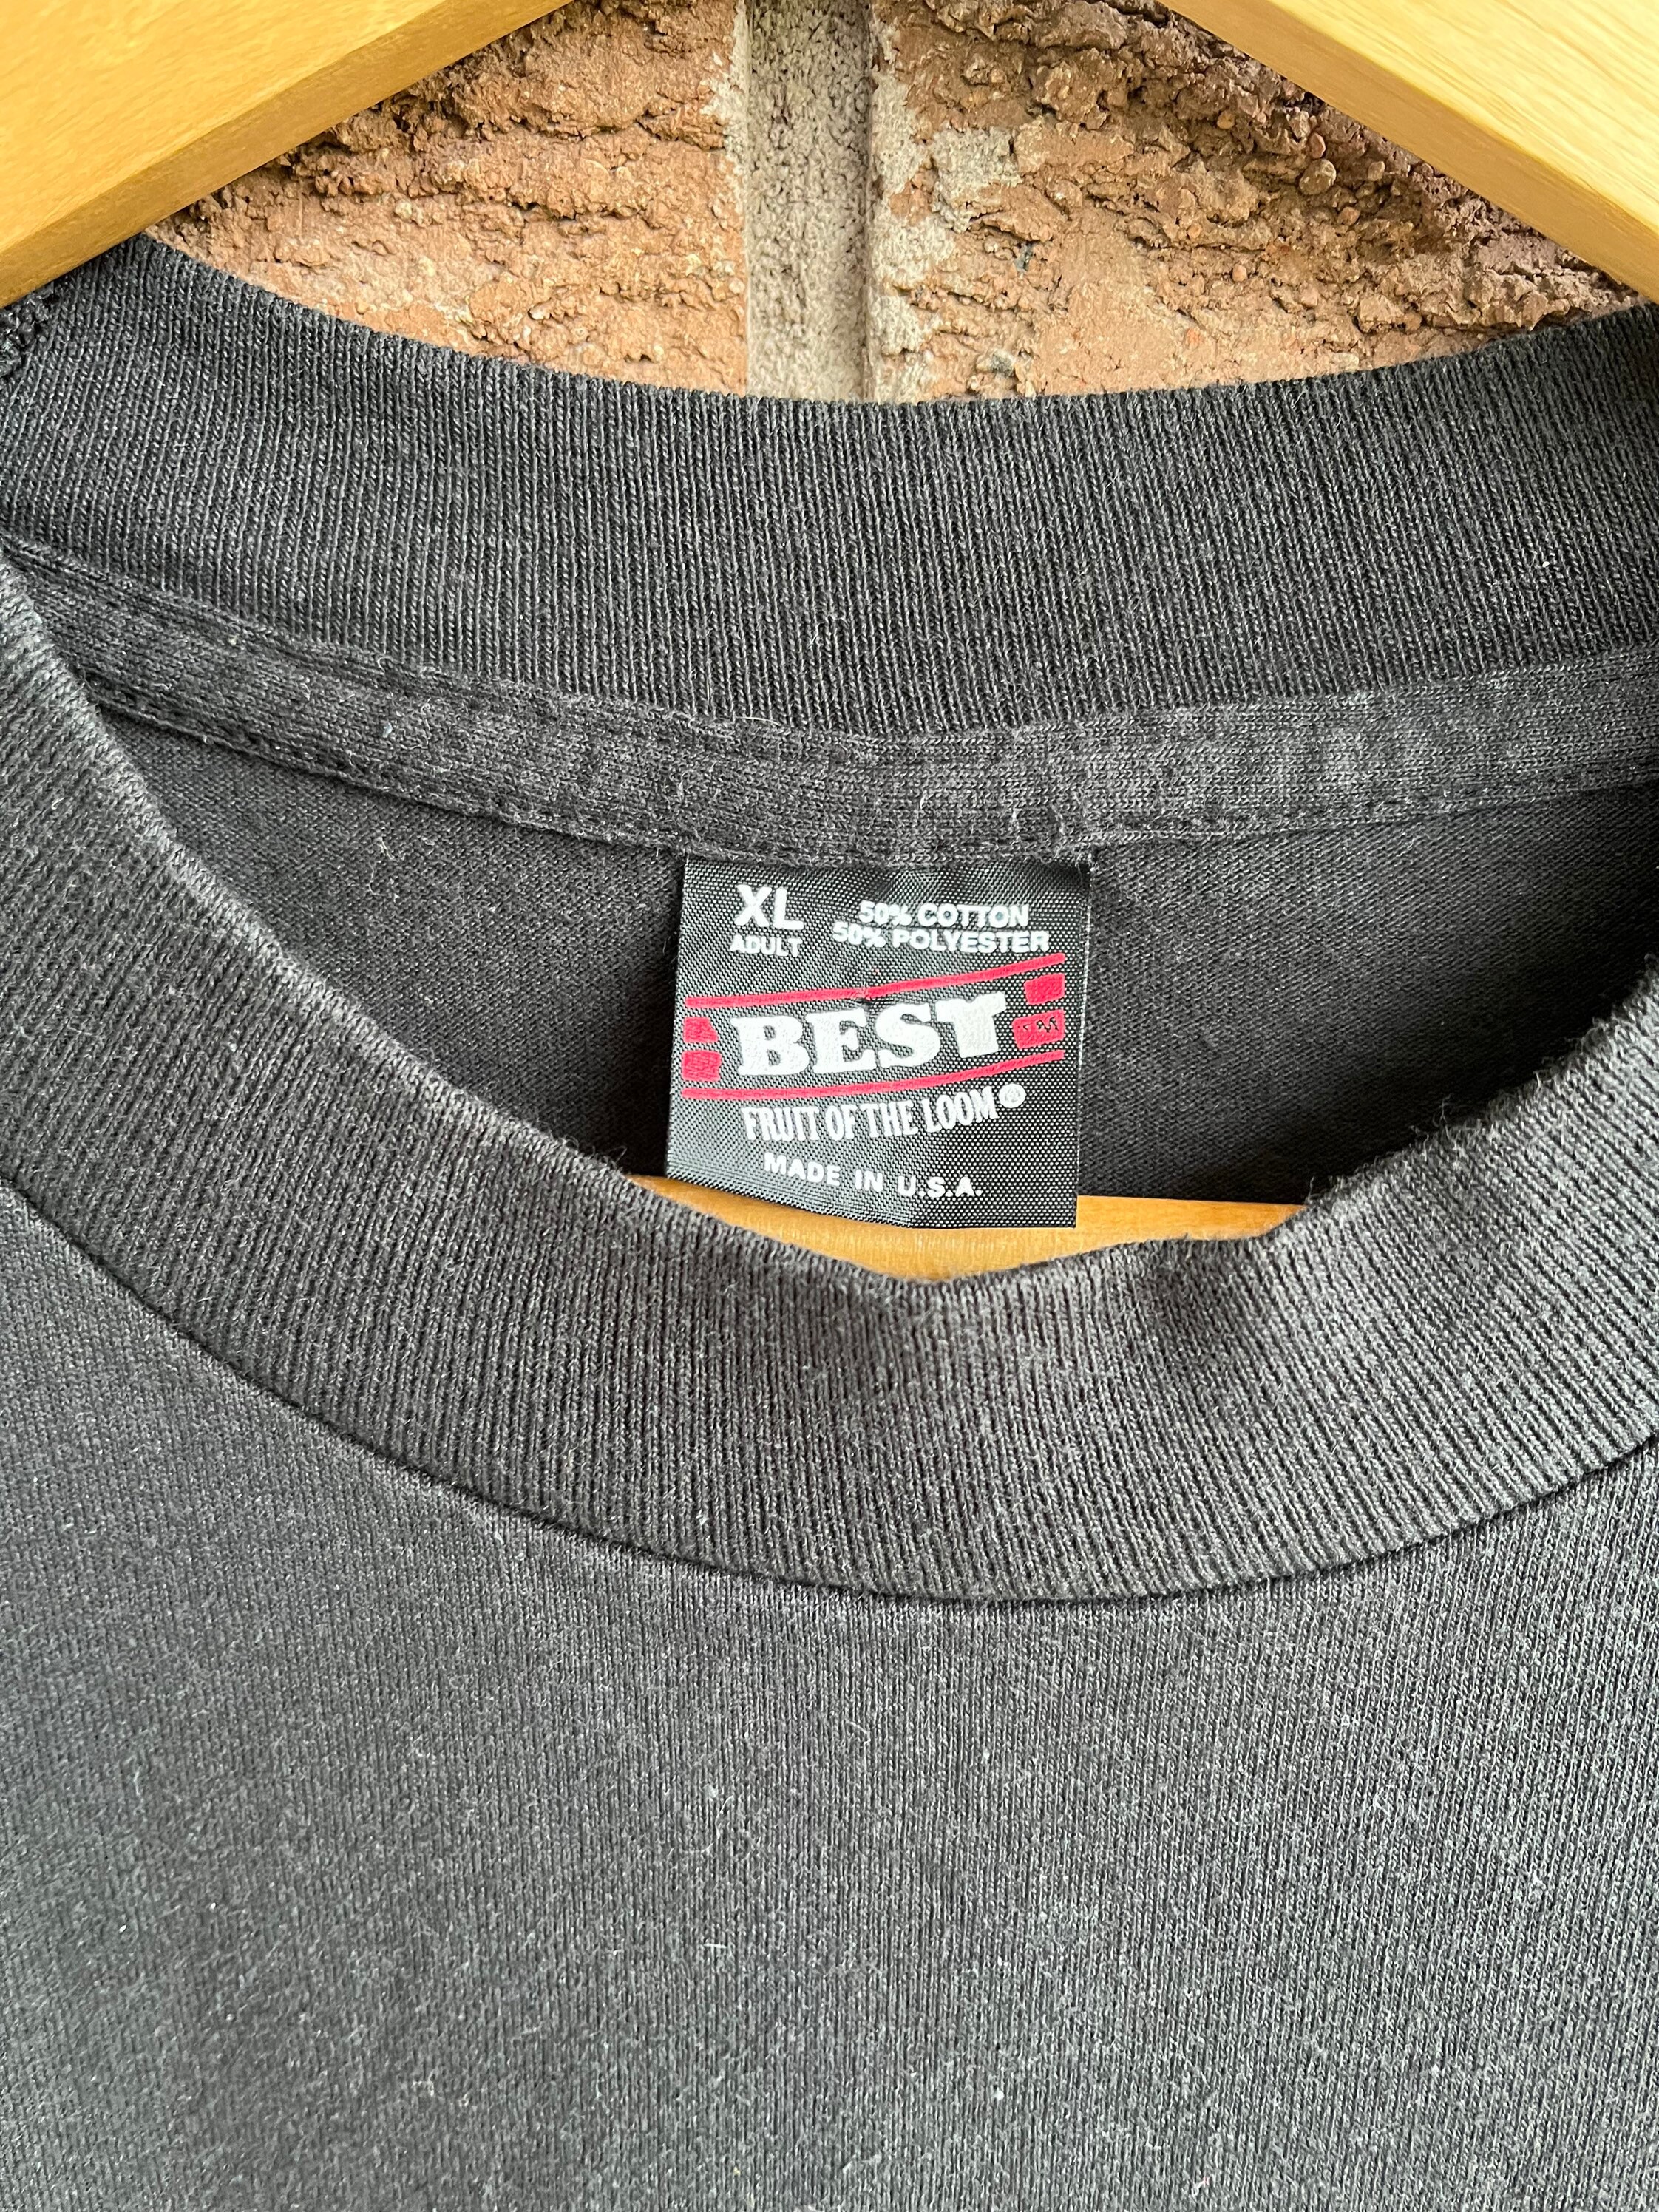 XL
ADULT
50% COTTON
50% POLYESTER
BEST
FRUIT OF THE LOOM®
MADE IN U.S.A.